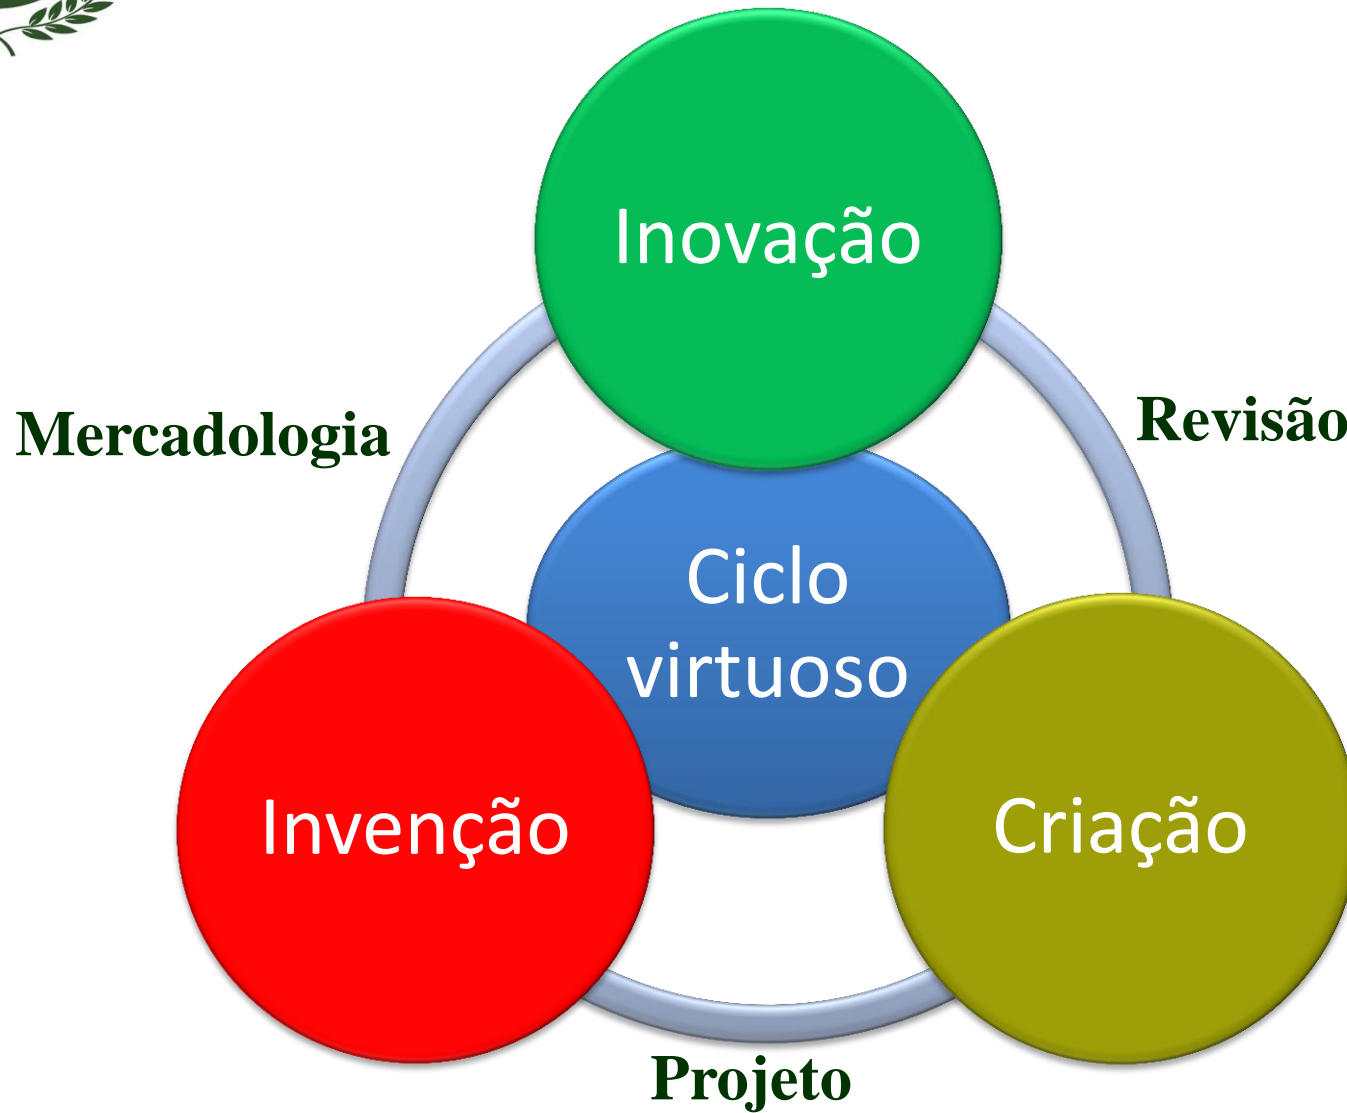 Inovação
Mercadologia
Revisão
Ciclo
virtuoso
Invenção
Criação
Projeto